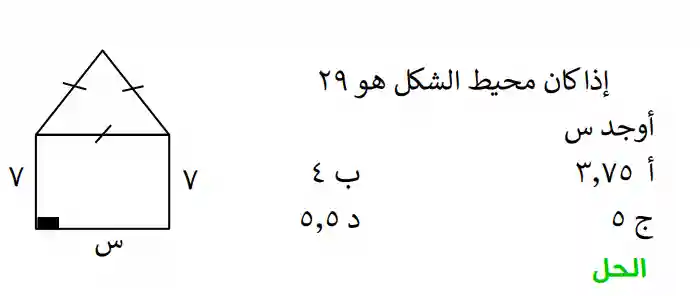 إذا كان محيط الشكل هو ٢٩
أوجد س
أ ٣,٧٥ ب ٤
ج ٥ د ٥,٥
الحل
٧ ٧
س